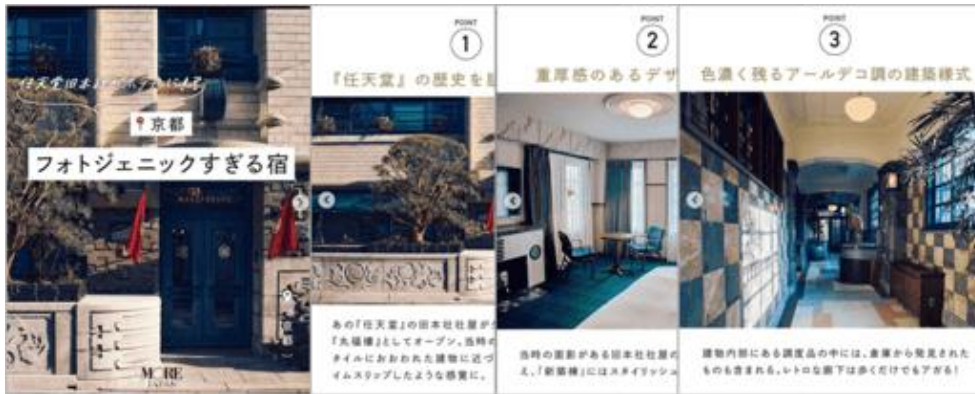 任天堂旧本社がホテルに！？
📍京都
フォトジェニックすぎる宿
MORE
JAPAN
POINT
1
『任天堂』の歴史を
あの『任天堂』の旧本社社屋が
『丸福樓』としてオープン。当時の
タイルにおおわれた建物に近づ
イムスリップしたような感覚に。
POINT
2
重厚感のあるデザ
当時の面影がある旧本社社屋の
え、「新築棟」にはスタイリッシュ
POINT
3
色濃く残るアールデコ調の建築様式
建物内部にある調度品の中には、倉庫から発見された
ものも含まれる。レトロな廊下は歩くだけでもアガる！